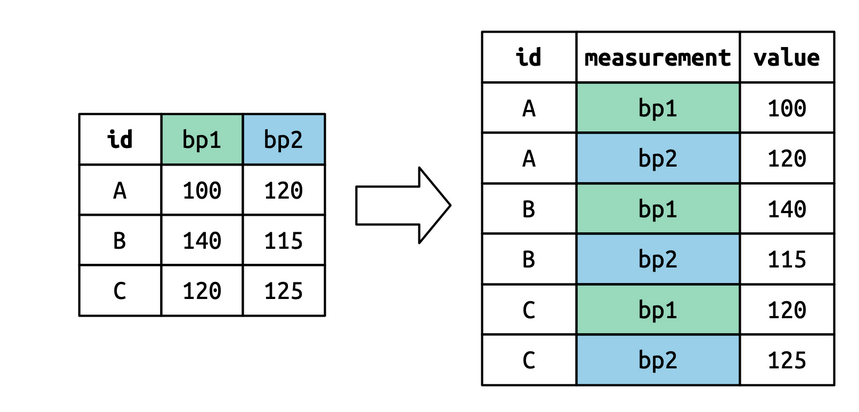 id bp1 bp2
A 100 120
B 140 115
C 120 125
id measurement value
A bp1 100
A bp2 120
B bp1 140
B bp2 115
C bp1 120
C bp2 125